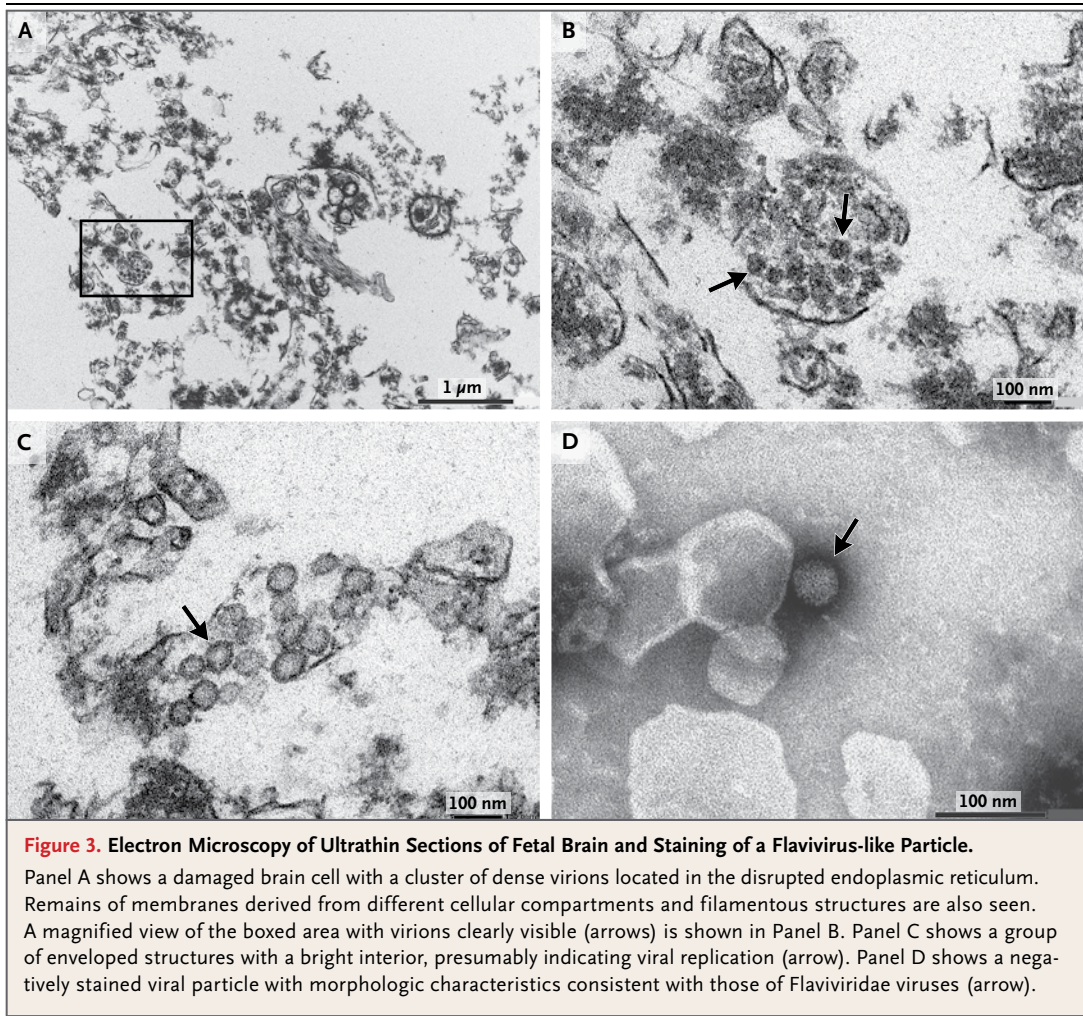 A
B
1 µm
100 nm
C
D
100 nm
100 nm
Figure 3. Electron Microscopy of Ultrathin Sections of Fetal Brain and Staining of a Flavivirus-like Particle.
Panel A shows a damaged brain cell with a cluster of dense virions located in the disrupted endoplasmic reticulum.
Remains of membranes derived from different cellular compartments and filamentous structures are also seen.
A magnified view of the boxed area with virions clearly visible (arrows) is shown in Panel B. Panel C shows a group
of enveloped structures with a bright interior, presumably indicating viral replication (arrow). Panel D shows a nega-
tively stained viral particle with morphologic characteristics consistent with those of Flaviviridae viruses (arrow).